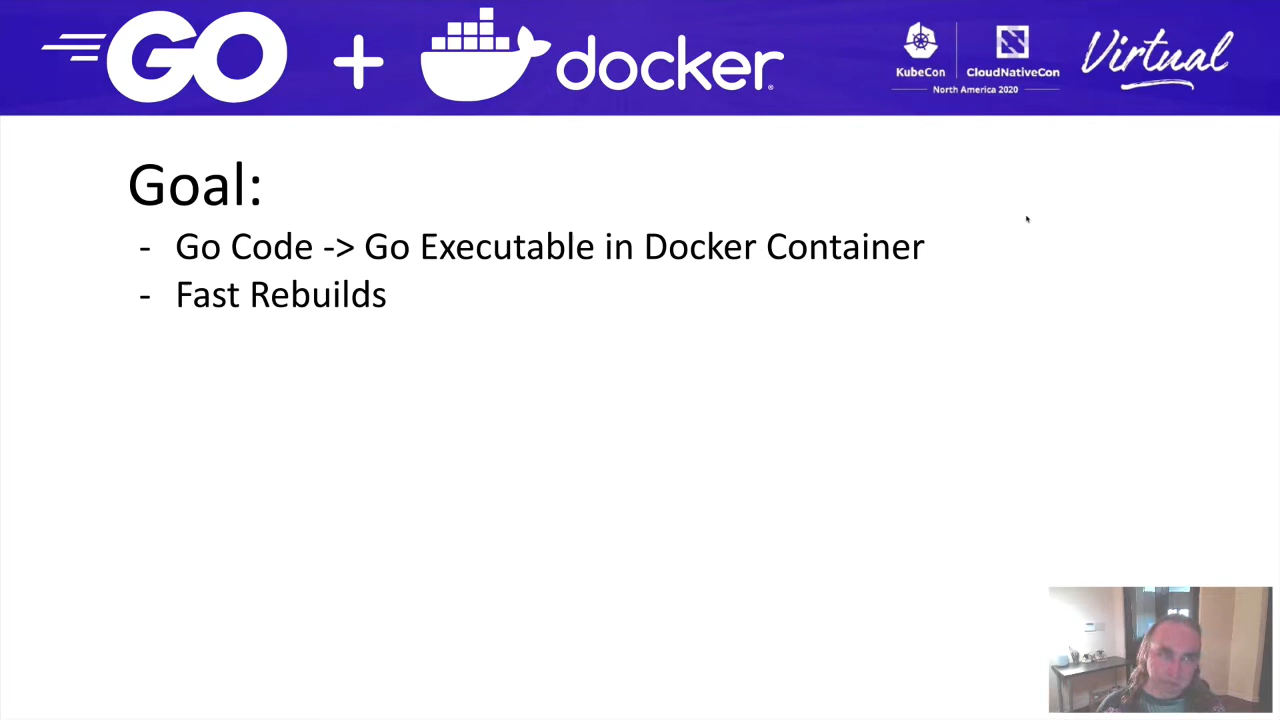 GO + docker
KubeCon
CloudNativeCon
North America 2020
Virtual
Goal:
- Go Code -> Go Executable in Docker Container
- Fast Rebuilds